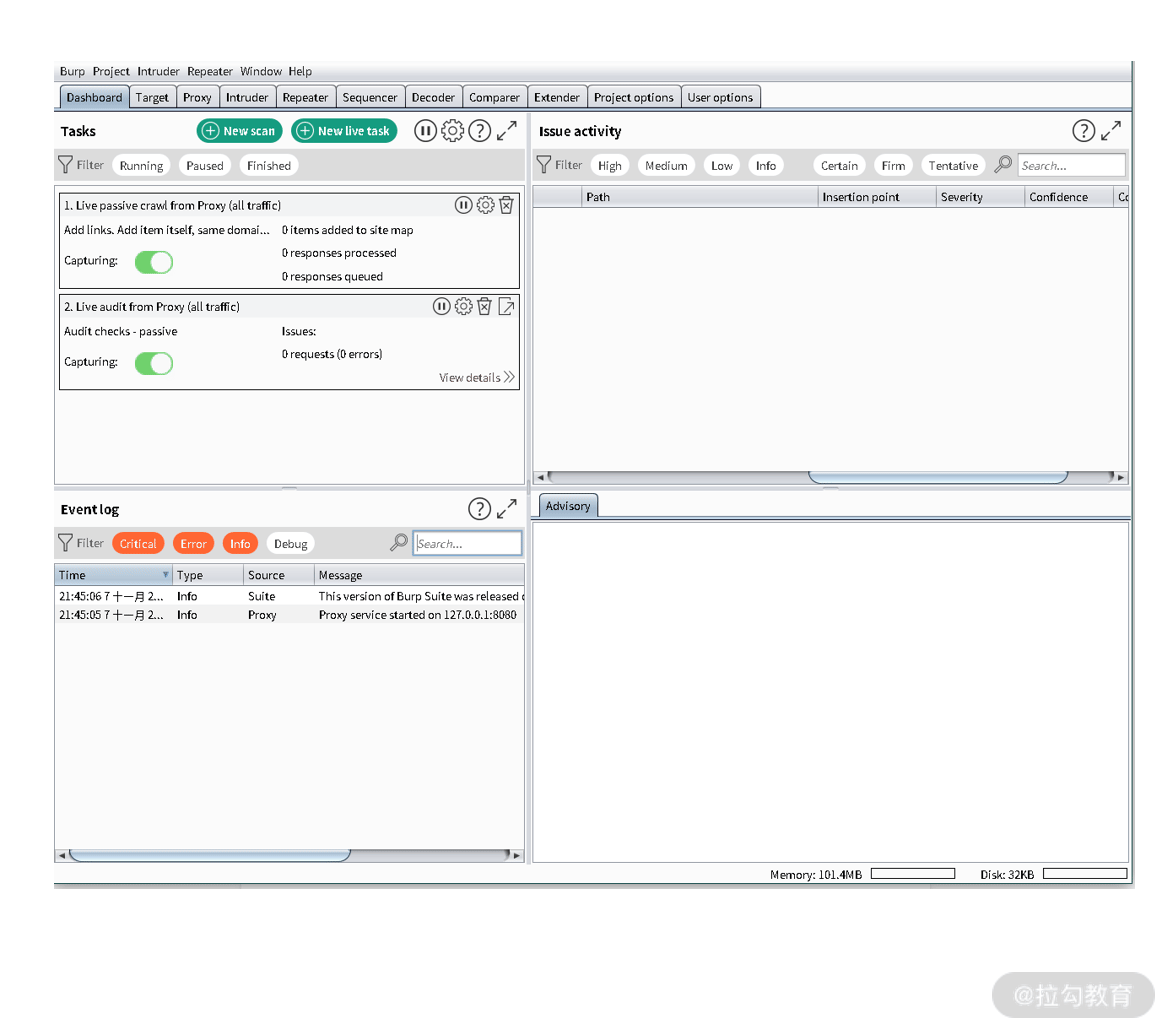 Burp Project Intruder Repeater Window Help
Dashboard Target Proxy Intruder Repeater Sequencer Decoder Comparer Extender Project options User options
Tasks New scan New live task
Filter Running Paused Finished
1. Live passive crawl from Proxy (all traffic)
Add links. Add item itself, same domai... 0 items added to site map
0 responses processed
Capturing:
0 responses queued
2. Live audit from Proxy (all traffic)
Audit checks - passive Issues:
0 requests (0 errors)
Capturing:
View details
Issue activity
Filter High Medium Low Info Certain Firm Tentative Search...
Path Insertion point Severity Confidence
Event log
Filter Critical Error Info Debug Search...
Time Type Source Message
21:45:06 7 十一月 2... Info Suite This version of Burp Suite was released
21:45:05 7 十一月 2... Info Proxy Proxy service started on 127.0.0.1:8080
Advisory
Memory: 101.4MB Disk: 32KB
@拉勾教育